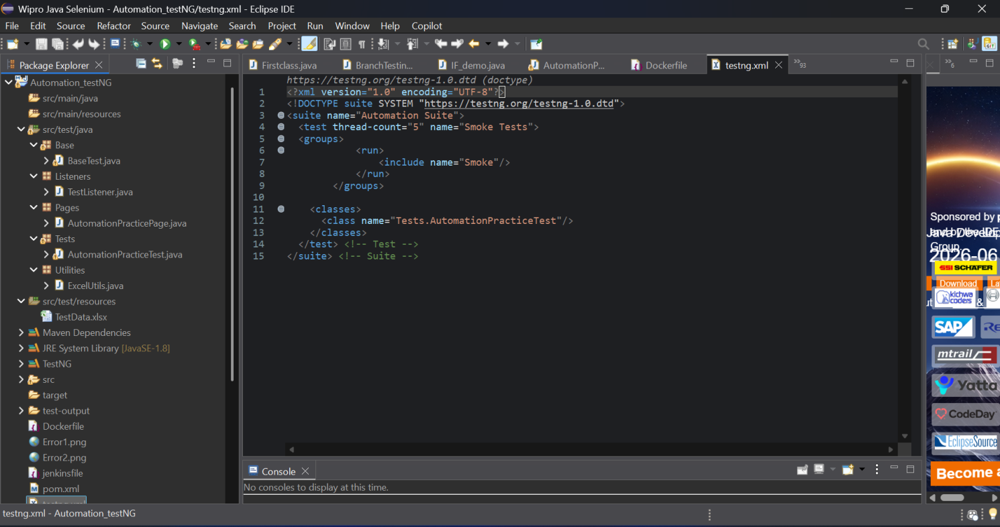 Wipro Java Selenium - Automation_testNG/testng.xml - Eclipse IDE
File Edit Source Refactor Source Navigate Search Project Run Window Help Copilot
Package Explorer
Firstclass.java BranchTestin... IF_demo.java AutomationP... Dockerfile testng.xml 93 6
Automation_testNG
src/main/java
src/main/resources
src/test/java
Base
BaseTest.java
Listeners
TestListener.java
Pages
AutomationPracticePage.java
Tests
AutomationPracticeTest.java
Utilities
ExcelUtils.java
src/test/resources
TestData.xlsx
Maven Dependencies
JRE System Library [JavaSE-1.8]
TestNG
src
target
test-output
Dockerfile
Error1.png
Error2.png
jenkinsfile
pom.xml
testng.xml
https://testng.org/testng-1.0.dtd (doctype)
1 <?xml version="1.0" encoding="UTF-8"?>
2 <!DOCTYPE suite SYSTEM "https://testng.org/testng-1.0.dtd">
3 <suite name="Automation Suite">
4 <test thread-count="5" name="Smoke Tests">
5 <groups>
6 <run>
7 <include name="Smoke"/>
8 </run>
9 </groups>
10
11 <classes>
12 <class name="Tests.AutomationPracticeTest"/>
13 </classes>
14 </test> <!-- Test -->
15 </suite> <!-- Suite -->
Console
No consoles to display at this time.
Sponsored by
Java Develop
and by the IDE
Group.
2026-06
SSI SCHÄFER
Download La
kichwa coders &
SAP
mtrail
Yatta
CodeDay
EclipseSource
Become a
GIT
testng.xml - Automation_testNG